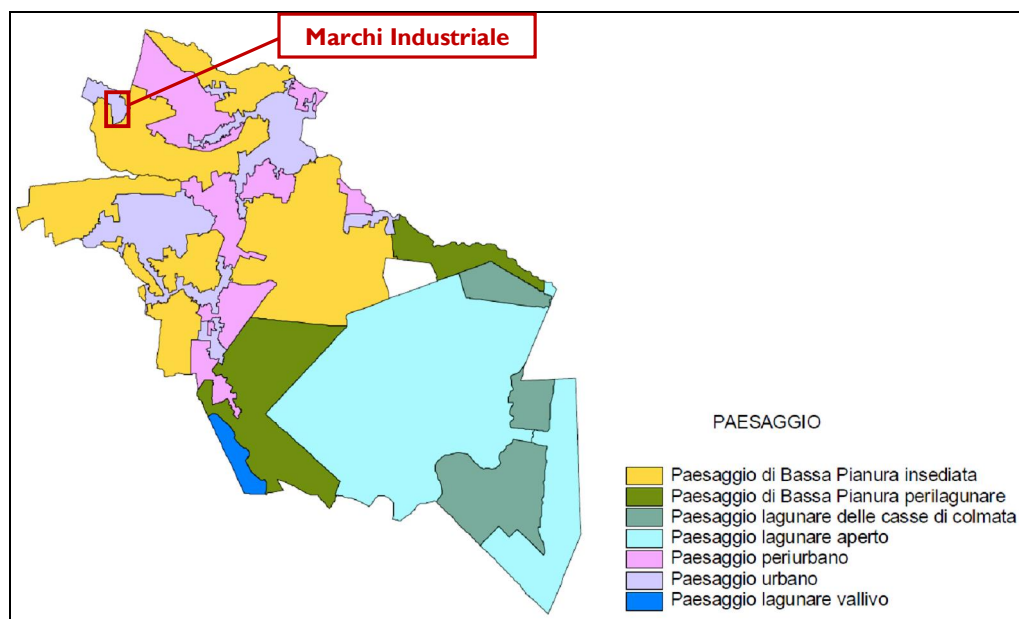 Marchi Industriale
PAESAGGIO
Paesaggio di Bassa Pianura insediata
Paesaggio di Bassa Pianura perilagunare
Paesaggio lagunare delle casse di colmata
Paesaggio lagunare aperto
Paesaggio periurbano
Paesaggio urbano
Paesaggio lagunare vallivo